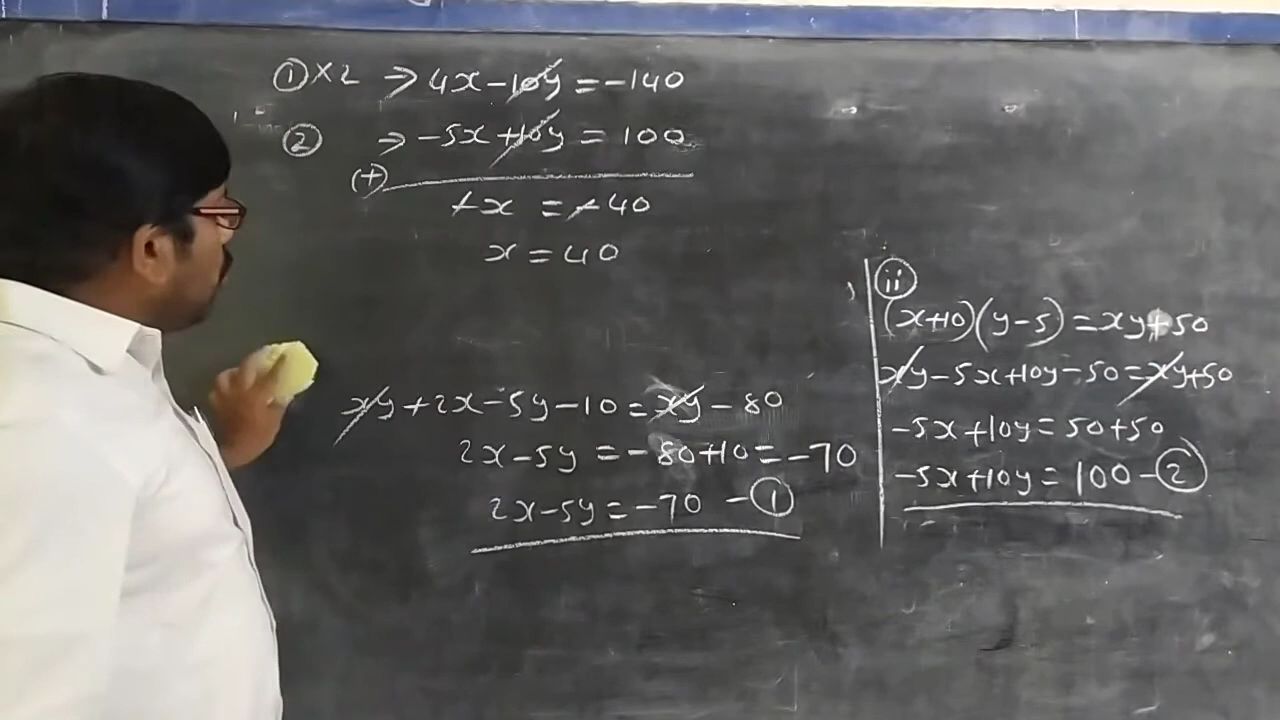 ①×2 ⇒ 4x-10y=-140
② ⇒ -5x+10y = 100
(+)
-x = -40
x = 40
xy+2x-5y-10=xy-80
2x-5y = -80+10=-70
2x-5y=-70 -①
ii
(x+10)(y-5)=xy+50
xy-5x+10y-50=xy+50
-5x+10y=50+50
-5x+10y=100-②